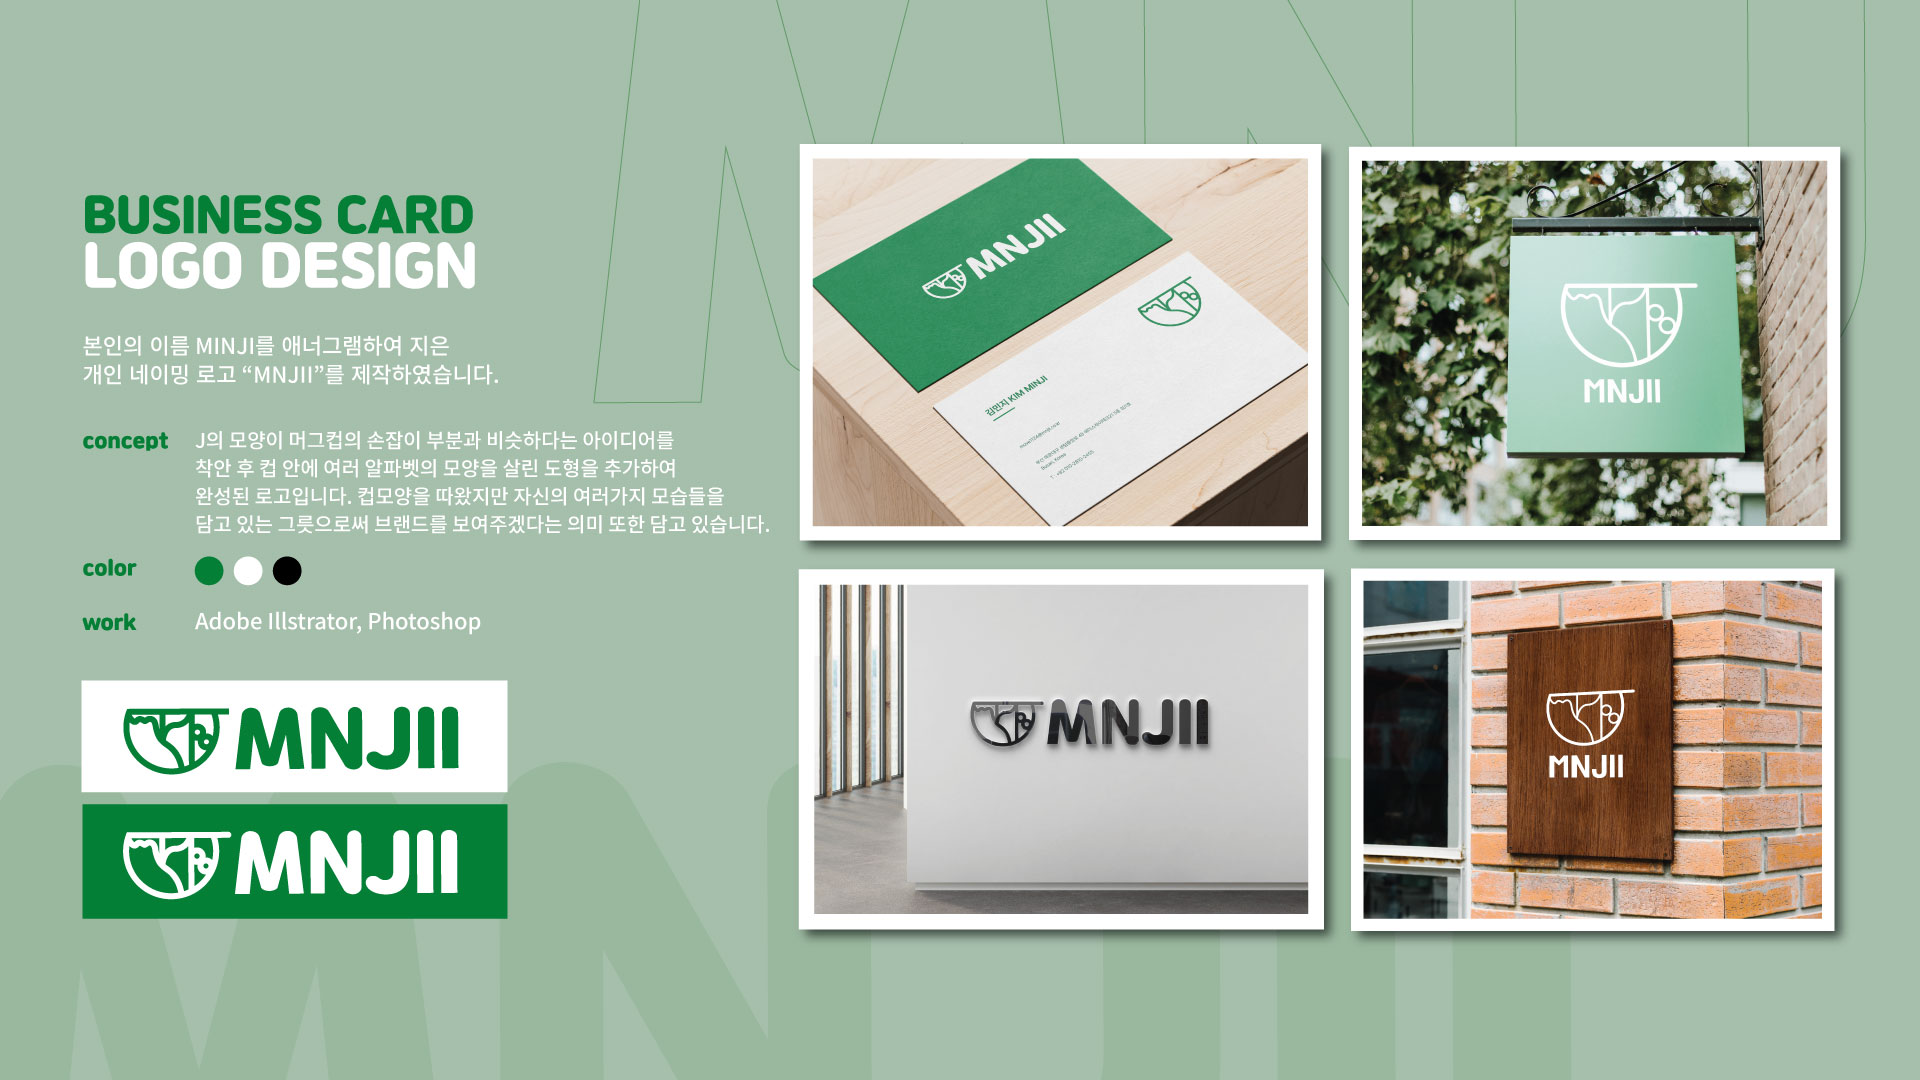 BUSINESS CARD
LOGO DESIGN
본인의 이름 MINJI를 애너그램하여 지은
개인 네이밍 로고 “MNJII”를 제작하였습니다.
concept
J의 모양이 머그컵의 손잡이 부분과 비슷하다는 아이디어를
착안 후 컵 안에 여러 알파벳의 모양을 살린 도형을 추가하여
완성된 로고입니다. 컵모양을 따왔지만 자신의 여러가지 모습들을
담고 있는 그릇으로써 브랜드를 보여주겠다는 의미 또한 담고 있습니다.
color
work
Adobe Illstrator, Photoshop
MNJII
MNJII
MNJII
김민지 KIM MINJI
MNJII
MNJII
MNJII
MNJII